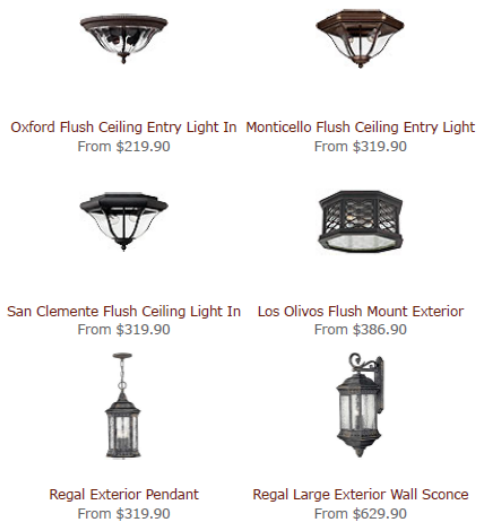 Oxford Flush Ceiling Entry Light In
From $219.90
Monticello Flush Ceiling Entry Light
From $319.90
San Clemente Flush Ceiling Light In
From $319.90
Los Olivos Flush Mount Exterior
From $386.90
Regal Exterior Pendant
From $319.90
Regal Large Exterior Wall Sconce
From $629.90